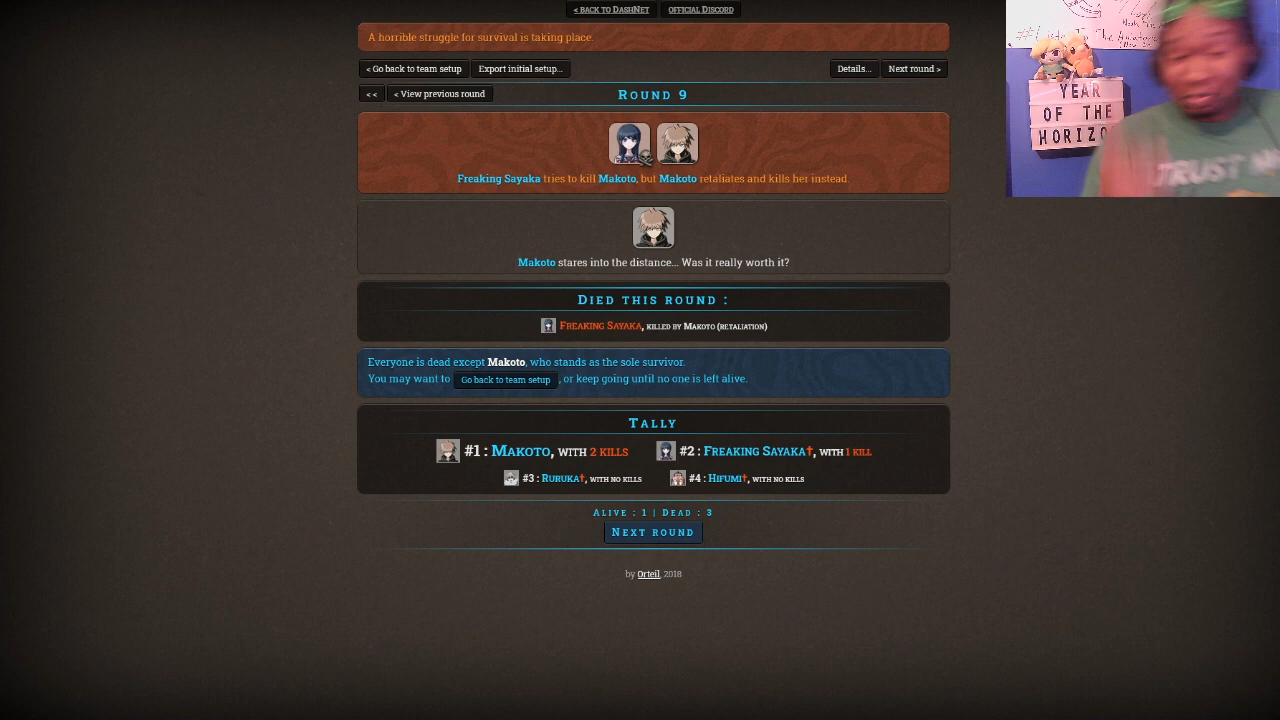 < BACK TO DASHNET OFFICIAL DISCORD
A horrible struggle for survival is taking place.
< Go back to team setup Export initial setup... Details... Next round >
<< < View previous round ROUND 9
Freaking Sayaka tries to kill Makoto, but Makoto retaliates and kills her instead.
Makoto stares into the distance... Was it really worth it?
DIED THIS ROUND :
FREAKING SAYAKA, KILLED BY MAKOTO (RETALIATION)
Everyone is dead except Makoto, who stands as the sole survivor.
You may want to Go back to team setup, or keep going until no one is left alive.
TALLY
#1 : MAKOTO, WITH 2 KILLS #2 : FREAKING SAYAKA†, WITH 1 KILL
#3 : RURUKA†, WITH NO KILLS #4 : HIFUMI†, WITH NO KILLS
ALIVE : 1 | DEAD : 3
NEXT ROUND
by Orteil, 2018
The
YEAR
OF THE
HORIZO
TRUST